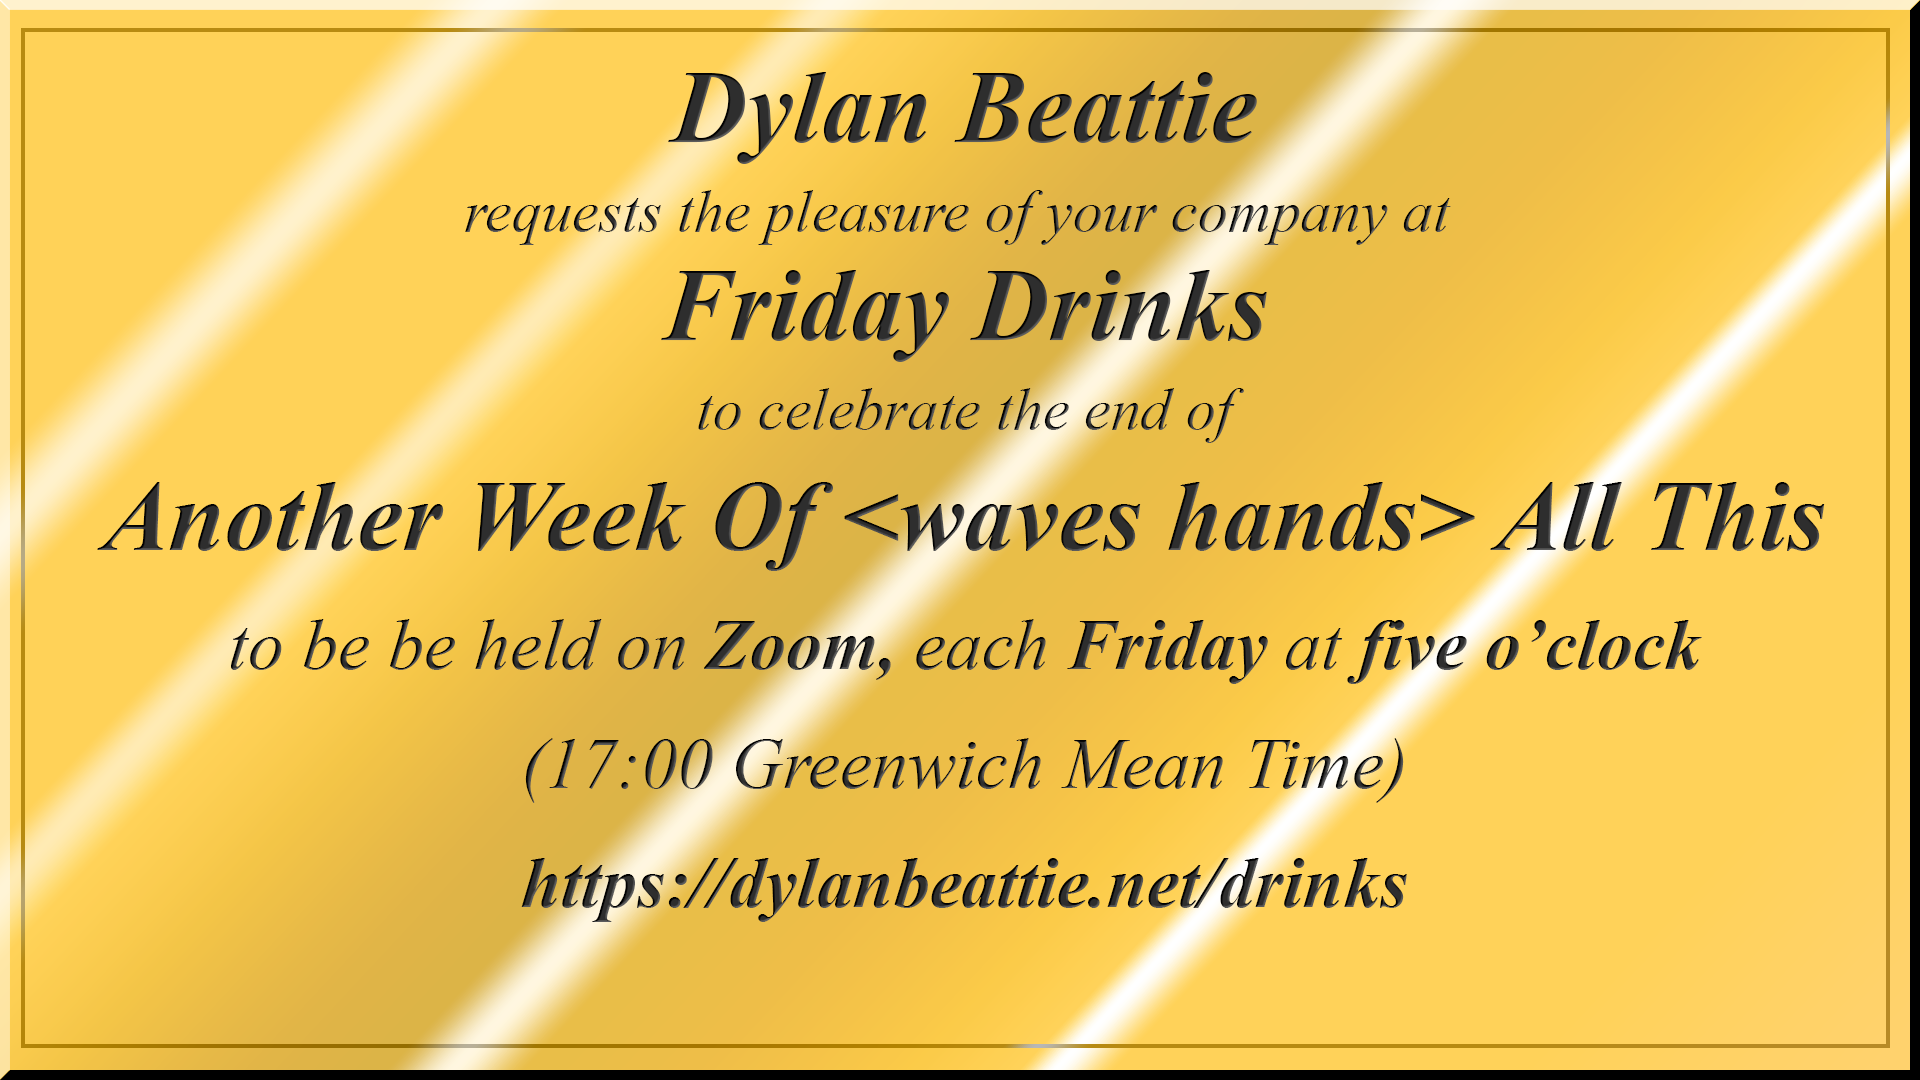 Dylan Beattie
requests the pleasure of your company at
Friday Drinks
to celebrate the end of
Another Week Of <waves hands> All This
to be be held on Zoom, each Friday at five o’clock
(17:00 Greenwich Mean Time)
https://dylanbeattie.net/drinks